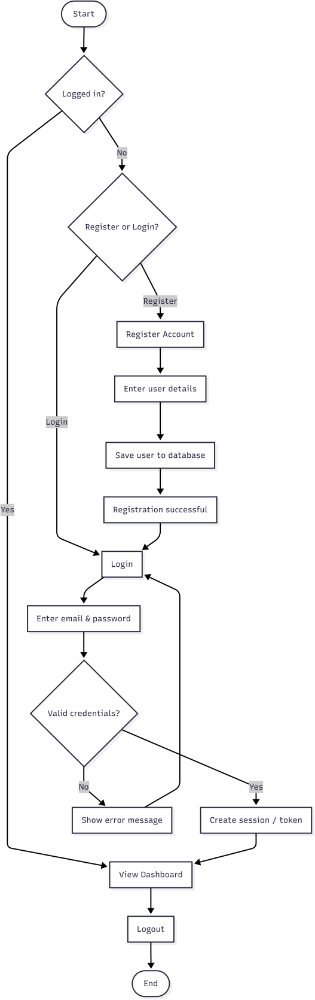 Start
Logged in?
No
Register or Login?
Register
Register Account
Enter user details
Login
Save user to database
Yes
Registration successful
Login
Enter email & password
Valid credentials?
No
Yes
Show error message
Create session / token
View Dashboard
Logout
End